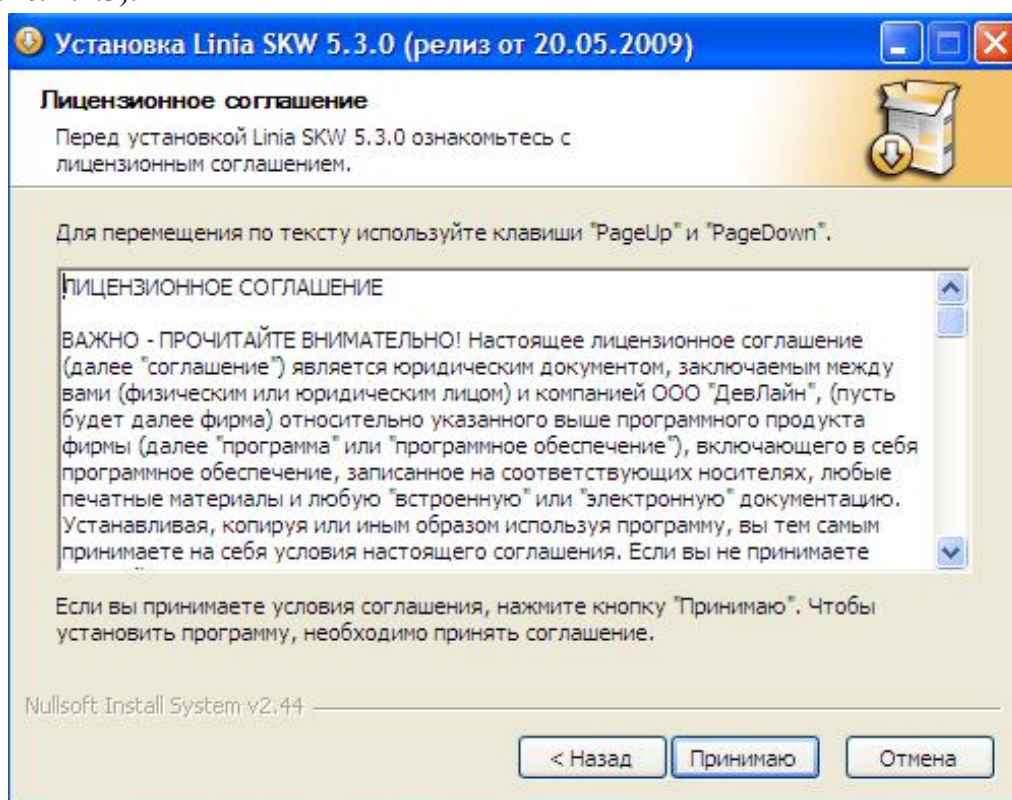 Установка Linia SKW 5.3.0 (релиз от 20.05.2009)
Лицензионное соглашение
Перед установкой Linia SKW 5.3.0 ознакомьтесь с
лицензионным соглашением.
Для перемещения по тексту используйте клавиши "PageUp" и "PageDown".
ЛИЦЕНЗИОННОЕ СОГЛАШЕНИЕ
ВАЖНО - ПРОЧИТАЙТЕ ВНИМАТЕЛЬНО! Настоящее лицензионное соглашение
(далее "соглашение") является юридическим документом, заключаемым между
вами (физическим или юридическим лицом) и компанией ООО "ДевЛайн", (пусть
будет далее фирма) относительно указанного выше программного продукта
фирмы (далее "программа" или "программное обеспечение"), включающего в себя
программное обеспечение, записанное на соответствующих носителях, любые
печатные материалы и любую "встроенную" или "электронную" документацию.
Устанавливая, копируя или иным образом используя программу, вы тем самым
принимаете на себя условия настоящего соглашения. Если вы не принимаете
Если вы принимаете условия соглашения, нажмите кнопку "Принимаю". Чтобы
установить программу, необходимо принять соглашение.
Nullsoft Install System v2.44
< Назад Принимаю Отмена